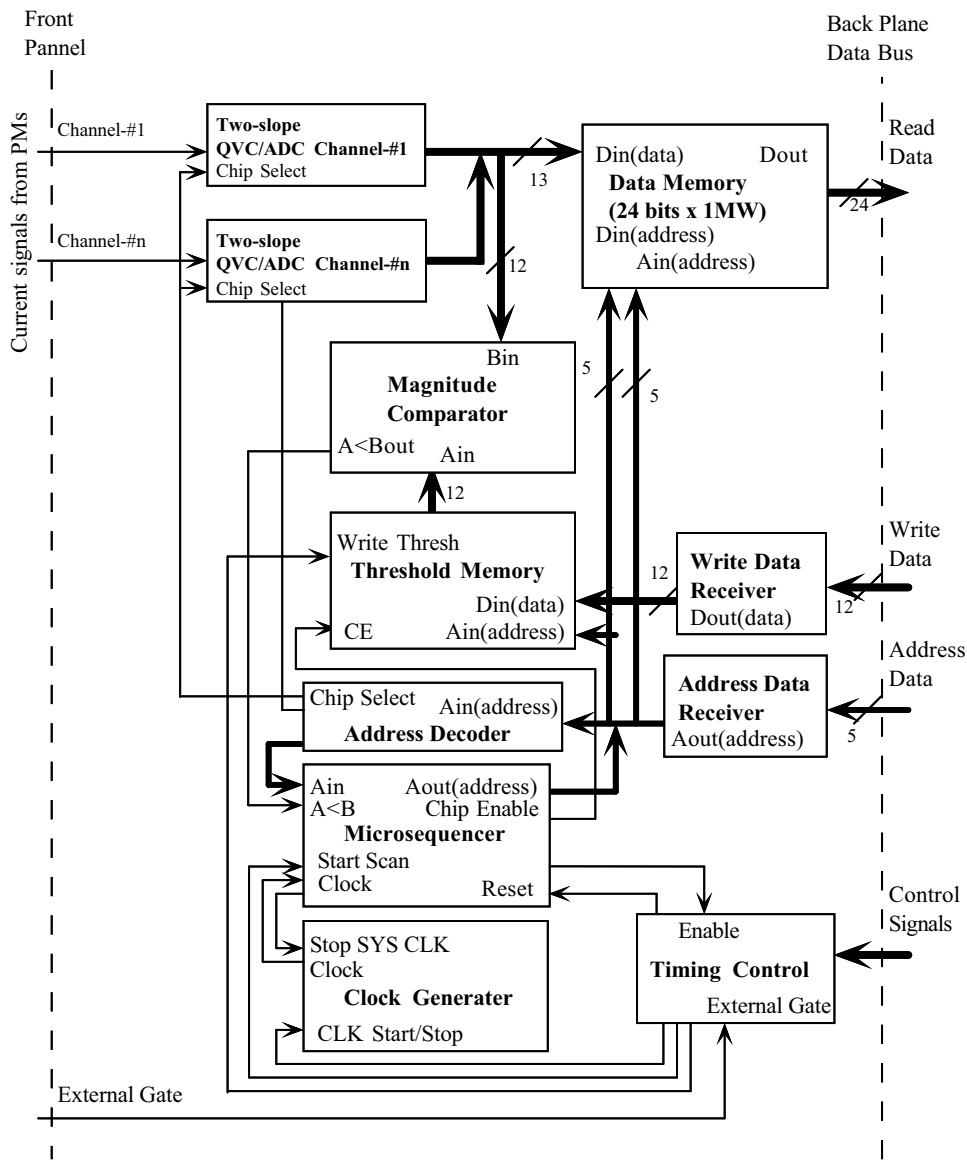 Front
Pannel
Back Plane
Data Bus
Current signals from PMs
Channel-#1
Two-slope
QVC/ADC Channel-#1
Chip Select
13
Din(data) Dout
Data Memory
(24 bits x 1MW)
Din(address)
Ain(address)
Read
Data
24
Channel-#n
Two-slope
QVC/ADC Channel-#n
Chip Select
12
Bin
Magnitude
Comparator
A<Bout
Ain
5
5
12
Write Thresh
Threshold Memory
Din(data)
CE
Ain(address)
12
Write Data
Receiver
Dout(data)
Write
Data
12
Chip Select
Ain(address)
Address Decoder
Address Data
Receiver
Aout(address)
Address
Data
5
Ain Aout(address)
A<B Chip Enable
Microsequencer
Start Scan
Clock
Reset
Stop SYS CLK
Clock
Clock Generater
CLK Start/Stop
Enable
Timing Control
External Gate
Control
Signals
External Gate